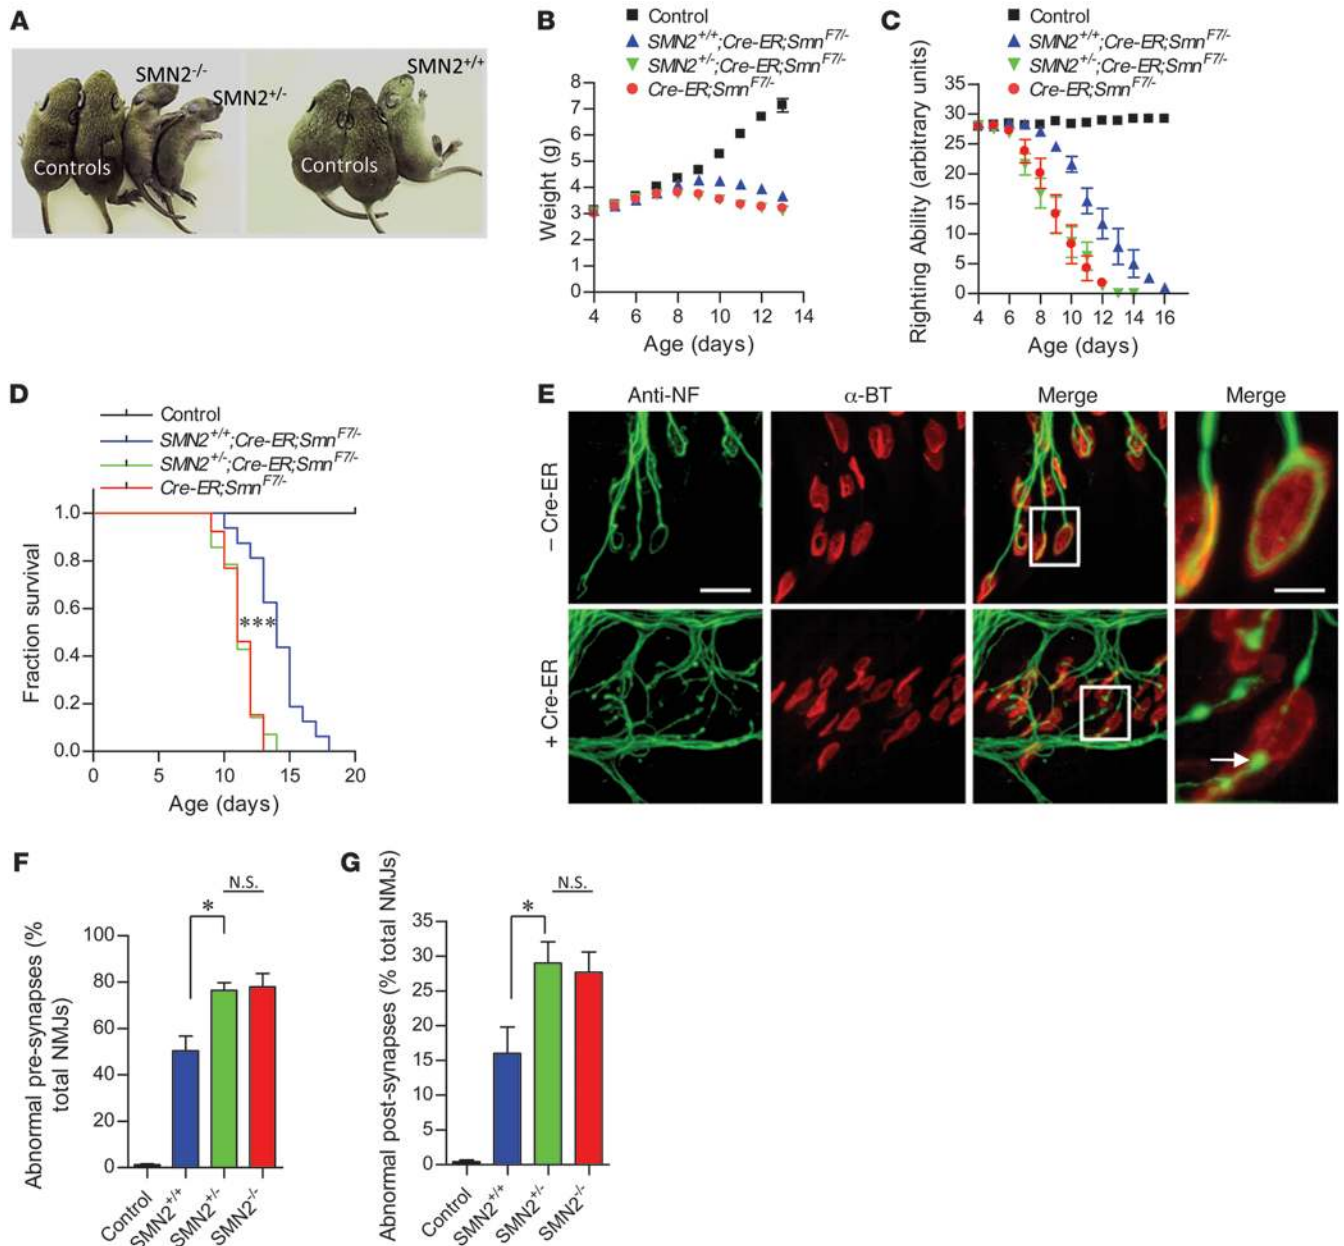 A
SMN2-/-
SMN2+/-
Controls
SMN2+/+
Controls
B
Control
SMN2+/+;Cre-ER;SmnF7/-
SMN2+/-;Cre-ER;SmnF7/-
Cre-ER;SmnF7/-
8
7
6
5
4
3
2
1
0
4 6 8 10 12 14
Weight (g)
Age (days)
C
Control
SMN2+/+;Cre-ER;SmnF7/-
SMN2+/-;Cre-ER;SmnF7/-
Cre-ER;SmnF7/-
35
30
25
20
15
10
5
0
4 6 8 10 12 14 16
Righting Ability (arbitrary units)
Age (days)
D
Control
SMN2+/+;Cre-ER;SmnF7/-
SMN2+/-;Cre-ER;SmnF7/-
Cre-ER;SmnF7/-
1.0
0.8
0.6
0.4
0.2
0.0
***
0 5 10 15 20
Fraction survival
Age (days)
E
Anti-NF α-BT Merge Merge
– Cre-ER
+ Cre-ER
F
N.S.
*
100
80
60
40
20
0
Abnormal pre-synapses (%
total NMJs)
Control SMN2+/+ SMN2+/- SMN2-/-
G
N.S.
*
35
30
25
20
15
10
5
0
Abnormal post-synapses (% total NMJs)
Control SMN2+/+ SMN2+/- SMN2-/-